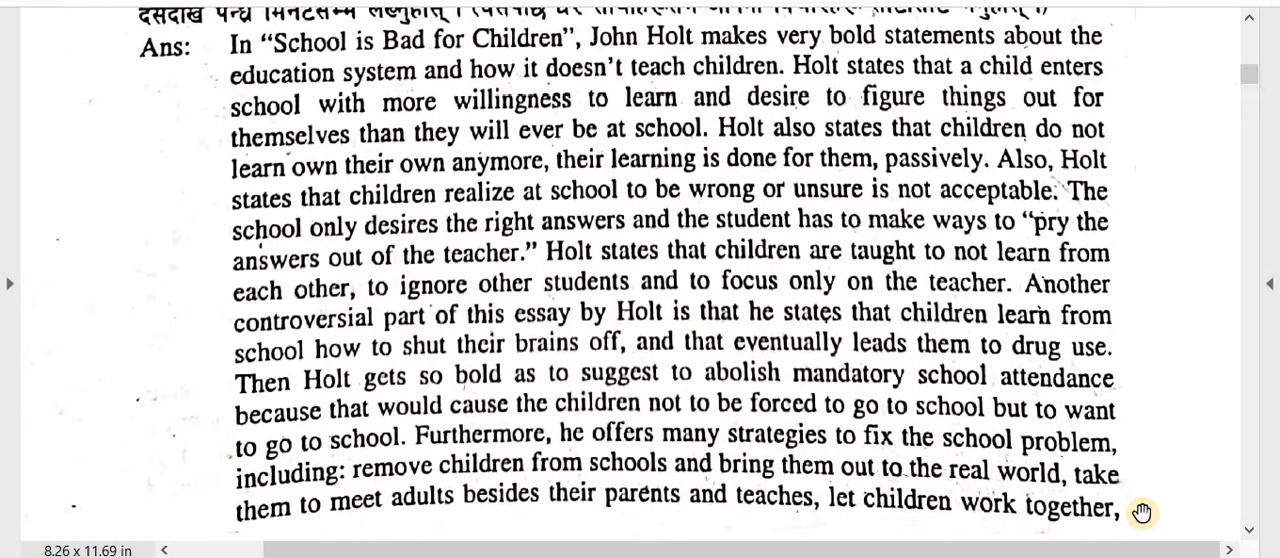 Ans: In “School is Bad for Children”, John Holt makes very bold statements about the
education system and how it doesn’t teach children. Holt states that a child enters
school with more willingness to learn and desire to figure things out for
themselves than they will ever be at school. Holt also states that children do not
learn own their own anymore, their learning is done for them, passively. Also, Holt
states that children realize at school to be wrong or unsure is not acceptable. The
school only desires the right answers and the student has to make ways to “pry the
answers out of the teacher.” Holt states that children are taught to not learn from
each other, to ignore other students and to focus only on the teacher. Another
controversial part of this essay by Holt is that he states that children learn from
school how to shut their brains off, and that eventually leads them to drug use.
Then Holt gets so bold as to suggest to abolish mandatory school attendance
because that would cause the children not to be forced to go to school but to want
to go to school. Furthermore, he offers many strategies to fix the school problem,
including: remove children from schools and bring them out to the real world, take
them to meet adults besides their parents and teaches, let children work together,
8.26 x 11.69 in